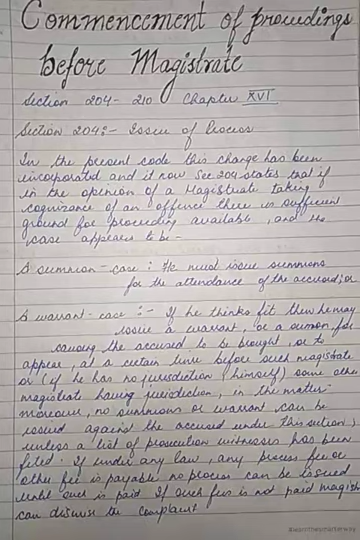 Commencement of proceedings
before Magistrate
Section 204- 210 Chapter XVI
Section 204:- Issue of Process
In the present code this change has been
incorporated and it now Sec 204 states that if
in the opinion of a Magistrate taking
cognizance of an offence there is sufficient
ground for proceeding available, and the
case appears to be -
A summon-case : He must issue summons
for the attendance of the accused; or
A warrant-case :- If he thinks fit then he may
issue a warrant, or a summon for
causing the accused to be brought, or to
appear, at a certain time before such magistrate
or (if he has no jurisdiction (himself) some other
magistrate having jurisdiction, in the matter
moreover, no summons or warrant can be
issued against the accused under this section,
unless a list of prosecution witnesses has been
filed. If under any law, any process fee or
other fee is payable no process can be issued
until such is paid If such fees is not paid magist
can dismiss the complaint